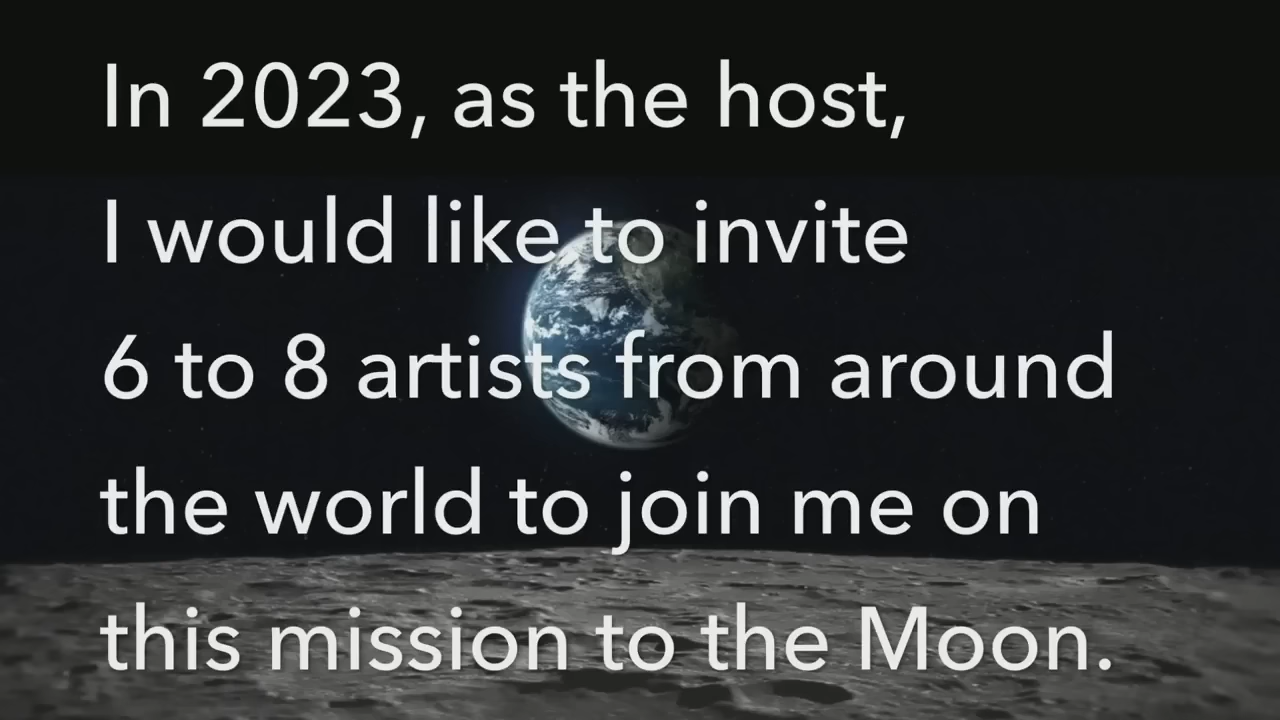 In 2023, as the host,
I would like to invite
6 to 8 artists from around
the world to join me on
this mission to the Moon.